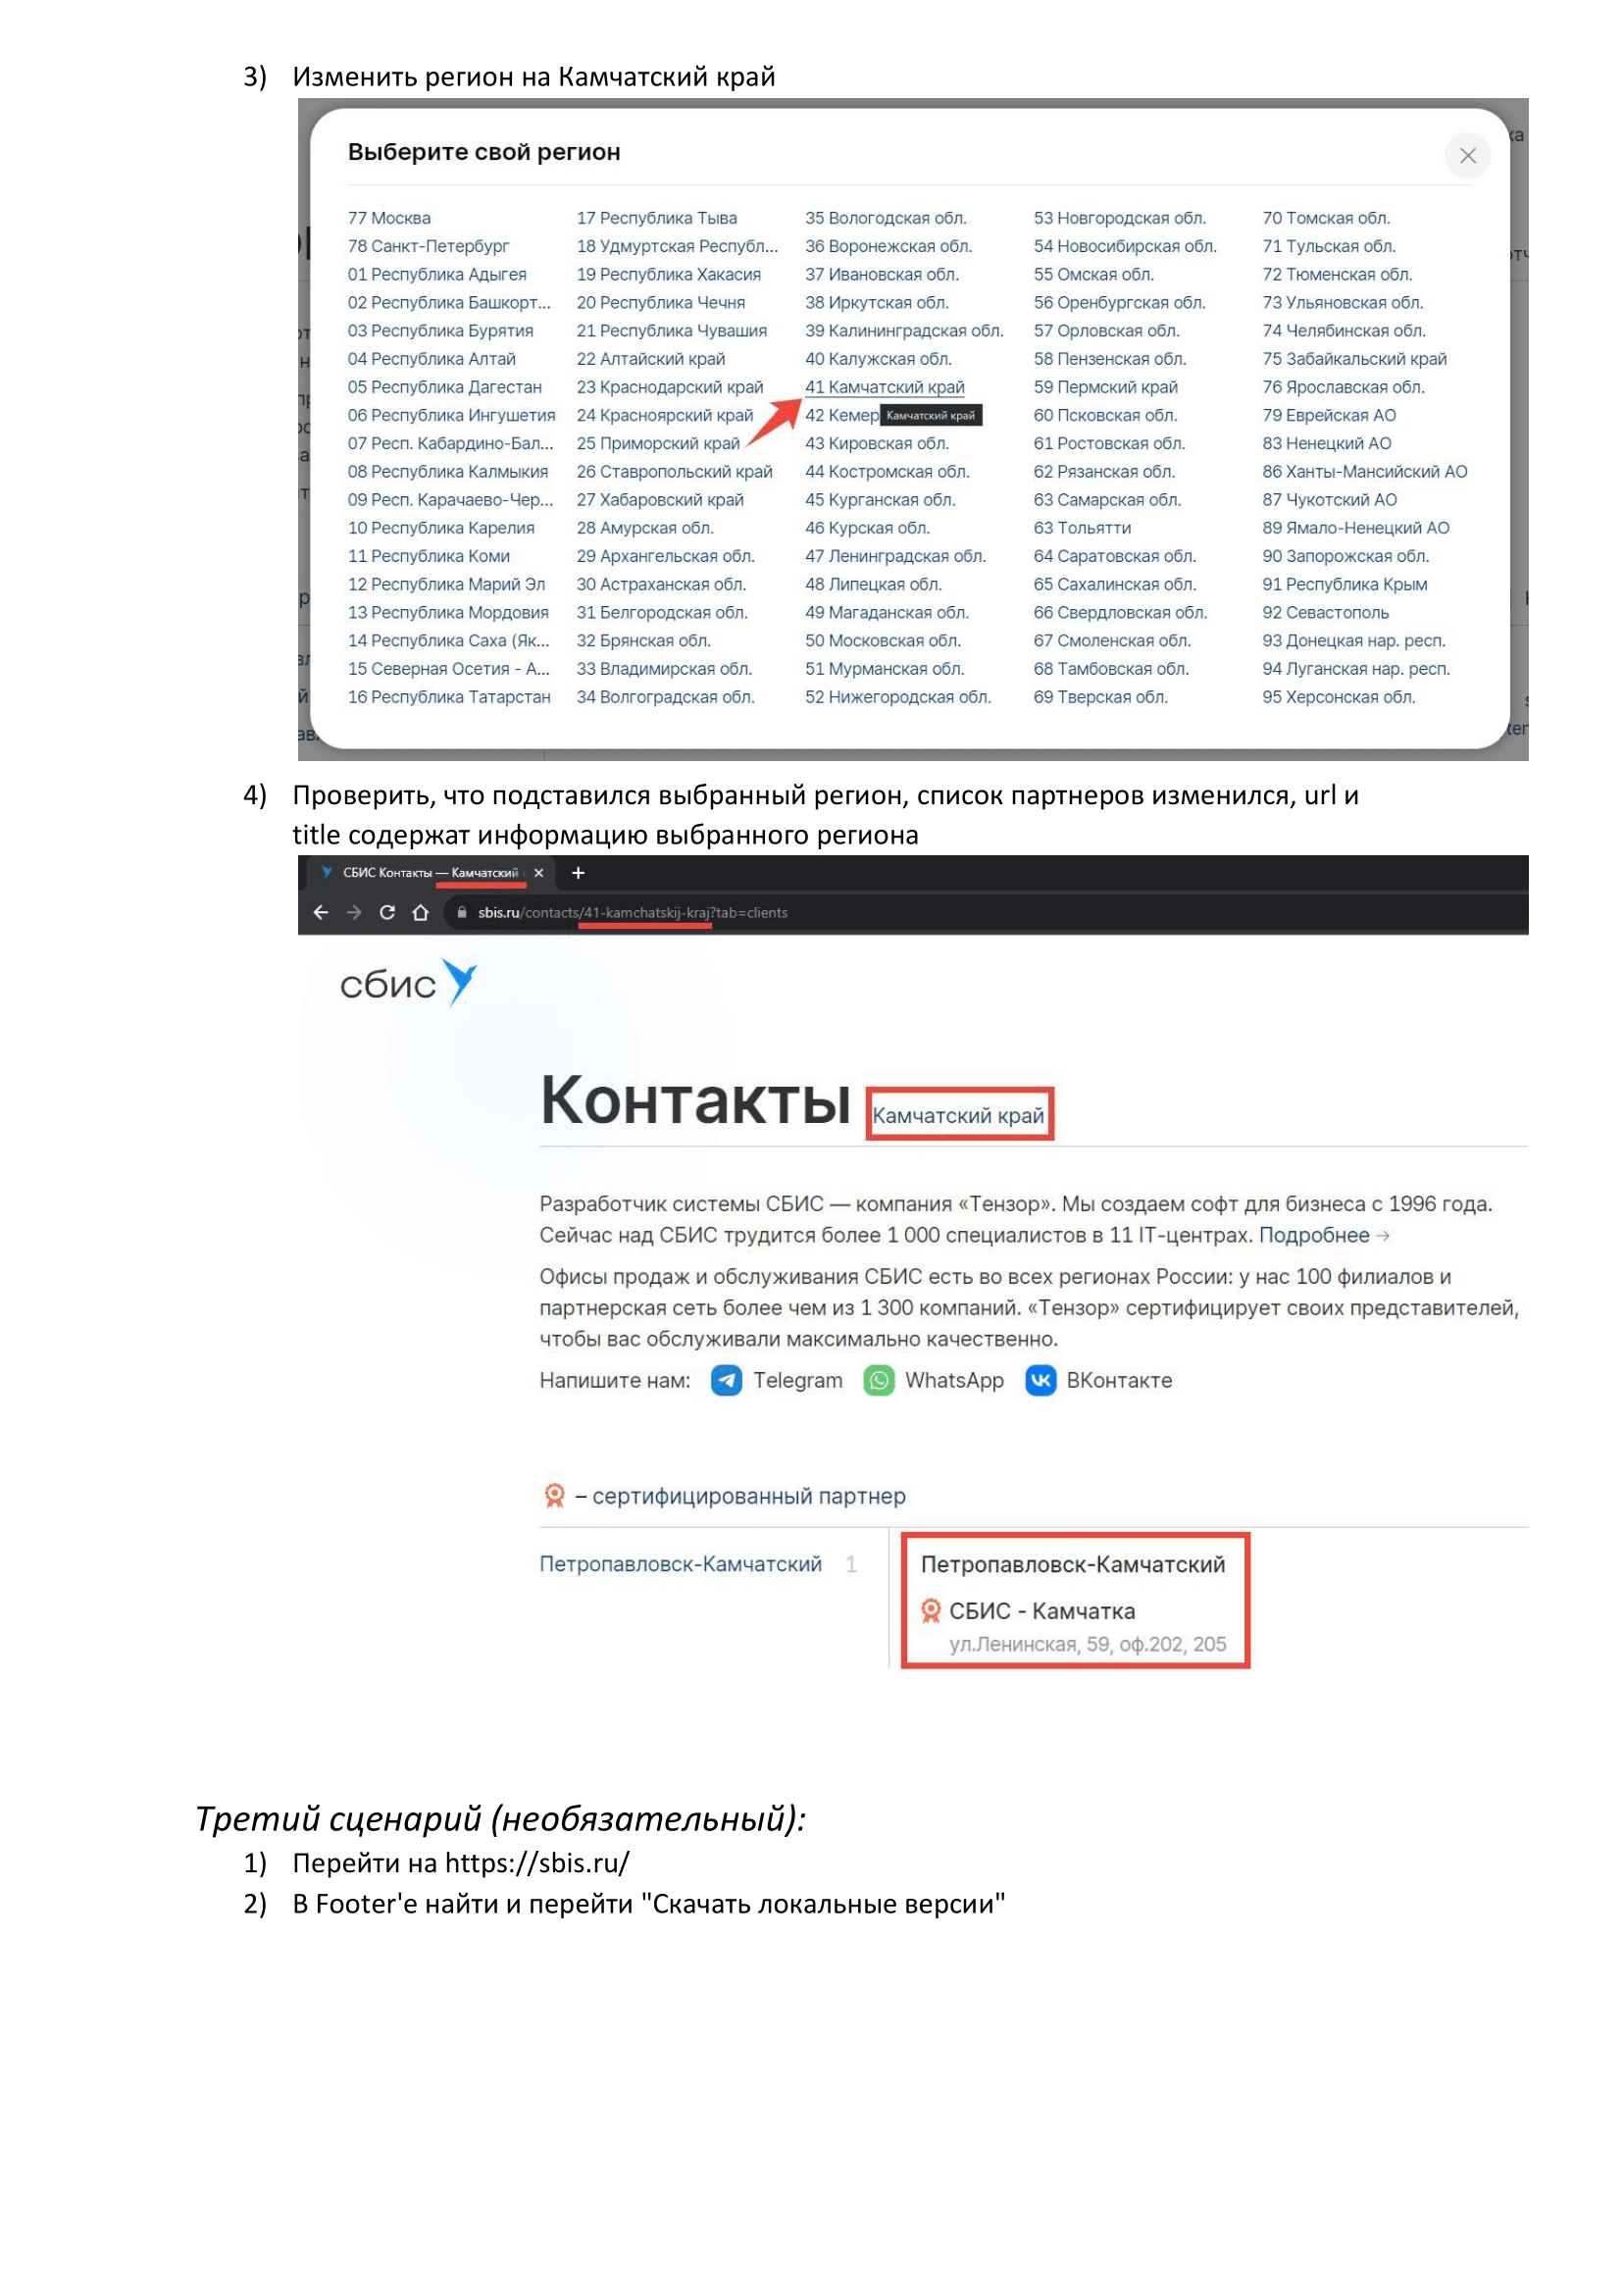 3) Изменить регион на Камчатский край
Выберите свой регион
77 Москва
78 Санкт-Петербург
01 Республика Адыгея
02 Республика Башкорт...
03 Республика Бурятия
04 Республика Алтай
05 Республика Дагестан
06 Республика Ингушетия
07 Респ. Кабардино-Бал...
08 Республика Калмыкия
09 Респ. Карачаево-Чер...
10 Республика Карелия
11 Республика Коми
12 Республика Марий Эл
13 Республика Мордовия
14 Республика Саха (Як...
15 Северная Осетия - А...
16 Республика Татарстан
17 Республика Тыва
18 Удмуртская Республ...
19 Республика Хакасия
20 Республика Чечня
21 Республика Чувашия
22 Алтайский край
23 Краснодарский край
24 Красноярский край
25 Приморский край
26 Ставропольский край
27 Хабаровский край
28 Амурская обл.
29 Архангельская обл.
30 Астраханская обл.
31 Белгородская обл.
32 Брянская обл.
33 Владимирская обл.
34 Волгоградская обл.
35 Вологодская обл.
36 Воронежская обл.
37 Ивановская обл.
38 Иркутская обл.
39 Калининградская обл.
40 Калужская обл.
41 Камчатский край
42 Кемер
Камчатский край
43 Кировская обл.
44 Костромская обл.
45 Курганская обл.
46 Курская обл.
47 Ленинградская обл.
48 Липецкая обл.
49 Магаданская обл.
50 Московская обл.
51 Мурманская обл.
52 Нижегородская обл.
53 Новгородская обл.
54 Новосибирская обл.
55 Омская обл.
56 Оренбургская обл.
57 Орловская обл.
58 Пензенская обл.
59 Пермский край
60 Псковская обл.
61 Ростовская обл.
62 Рязанская обл.
63 Самарская обл.
63 Тольятти
64 Саратовская обл.
65 Сахалинская обл.
66 Свердловская обл.
67 Смоленская обл.
68 Тамбовская обл.
69 Тверская обл.
70 Томская обл.
71 Тульская обл.
72 Тюменская обл.
73 Ульяновская обл.
74 Челябинская обл.
75 Забайкальский край
76 Ярославская обл.
79 Еврейская АО
83 Ненецкий АО
86 Ханты-Мансийский АО
87 Чукотский АО
89 Ямало-Ненецкий АО
90 Запорожская обл.
91 Республика Крым
92 Севастополь
93 Донецкая нар. респ.
94 Луганская нар. респ.
95 Херсонская обл.
4) Проверить, что подставился выбранный регион, список партнеров изменился, url и
title содержат информацию выбранного региона
СБИС Контакты — Камчатский
sbis.ru/contacts/41-kamchatskij-kraj?tab=clients
сбис
Контакты Камчатский край
Разработчик системы СБИС — компания «Тензор». Мы создаем софт для бизнеса с 1996 года.
Сейчас над СБИС трудится более 1 000 специалистов в 11 IT-центрах. Подробнее →
Офисы продаж и обслуживания СБИС есть во всех регионах России: у нас 100 филиалов и
партнерская сеть более чем из 1 300 компаний. «Тензор» сертифицирует своих представителей,
чтобы вас обслуживали максимально качественно.
Напишите нам: Telegram WhatsApp ВКонтакте
– сертифицированный партнер
Петропавловск-Камчатский 1
Петропавловск-Камчатский
СБИС - Камчатка
ул.Ленинская, 59, оф.202, 205
Третий сценарий (необязательный):
1) Перейти на https://sbis.ru/
2) В Footer'e найти и перейти "Скачать локальные версии"